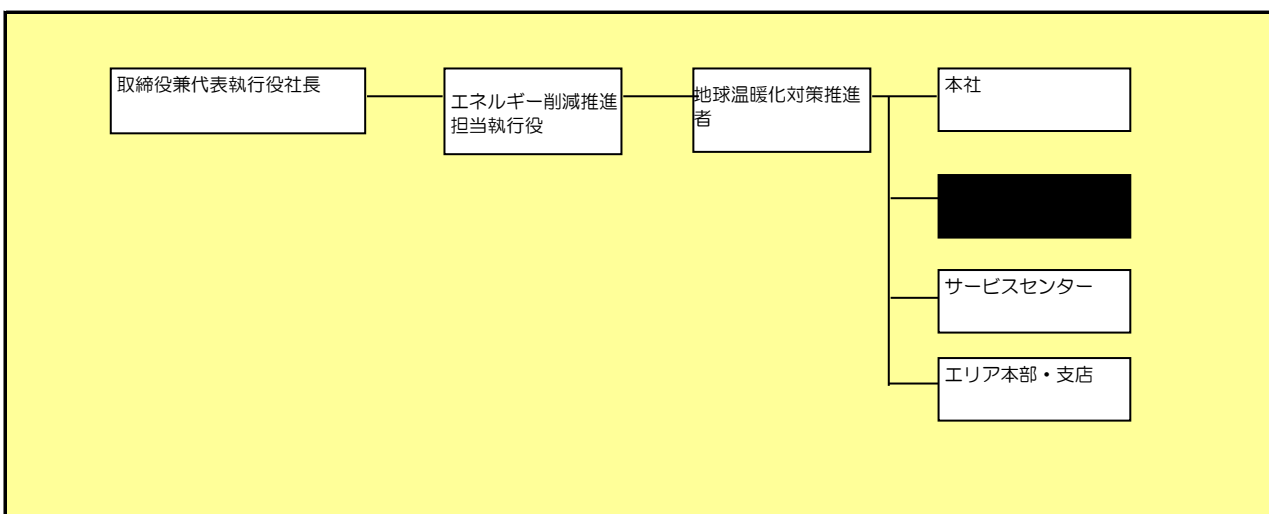 取締役兼代表執行役社長
エネルギー削減推進
担当執行役
地球温暖化対策推進
者
本社
サービスセンター
エリア本部・支店